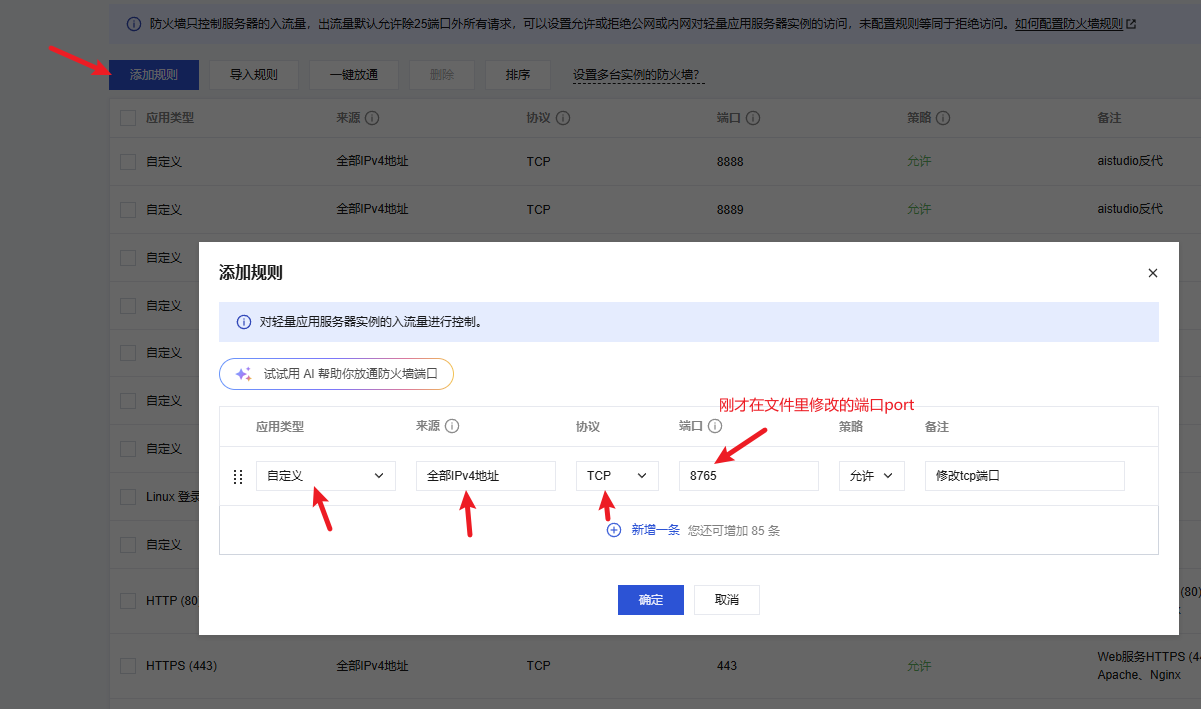 防火墙只控制服务器的入流量，出流量默认允许除25端口外所有请求，可以设置允许或拒绝公网或内网对轻量应用服务器实例的访问，未配置规则等同于拒绝访问。如何配置防火墙规则
添加规则 导入规则 一键放通 删除 排序 设置多台实例的防火墙?
应用类型 来源 协议 端口 策略 备注
自定义 全部IPv4地址 TCP 8888 允许 aistudio反代
自定义 全部IPv4地址 TCP 8889 允许 aistudio反代
自定义
添加规则
自定义
对轻量应用服务器实例的入流量进行控制。
自定义
试试用 AI 帮助你放通防火墙端口
自定义
刚才在文件里修改的端口port
应用类型 来源 协议 端口 策略 备注
自定义
自定义 全部IPv4地址 TCP 8765 允许 修改tcp端口
Linux 登录
新增一条 您还可增加 85 条
自定义
确定 取消
HTTP (80 (80)
HTTPS (443) 全部IPv4地址 TCP 443 允许
Web服务HTTPS (44
Apache、Nginx